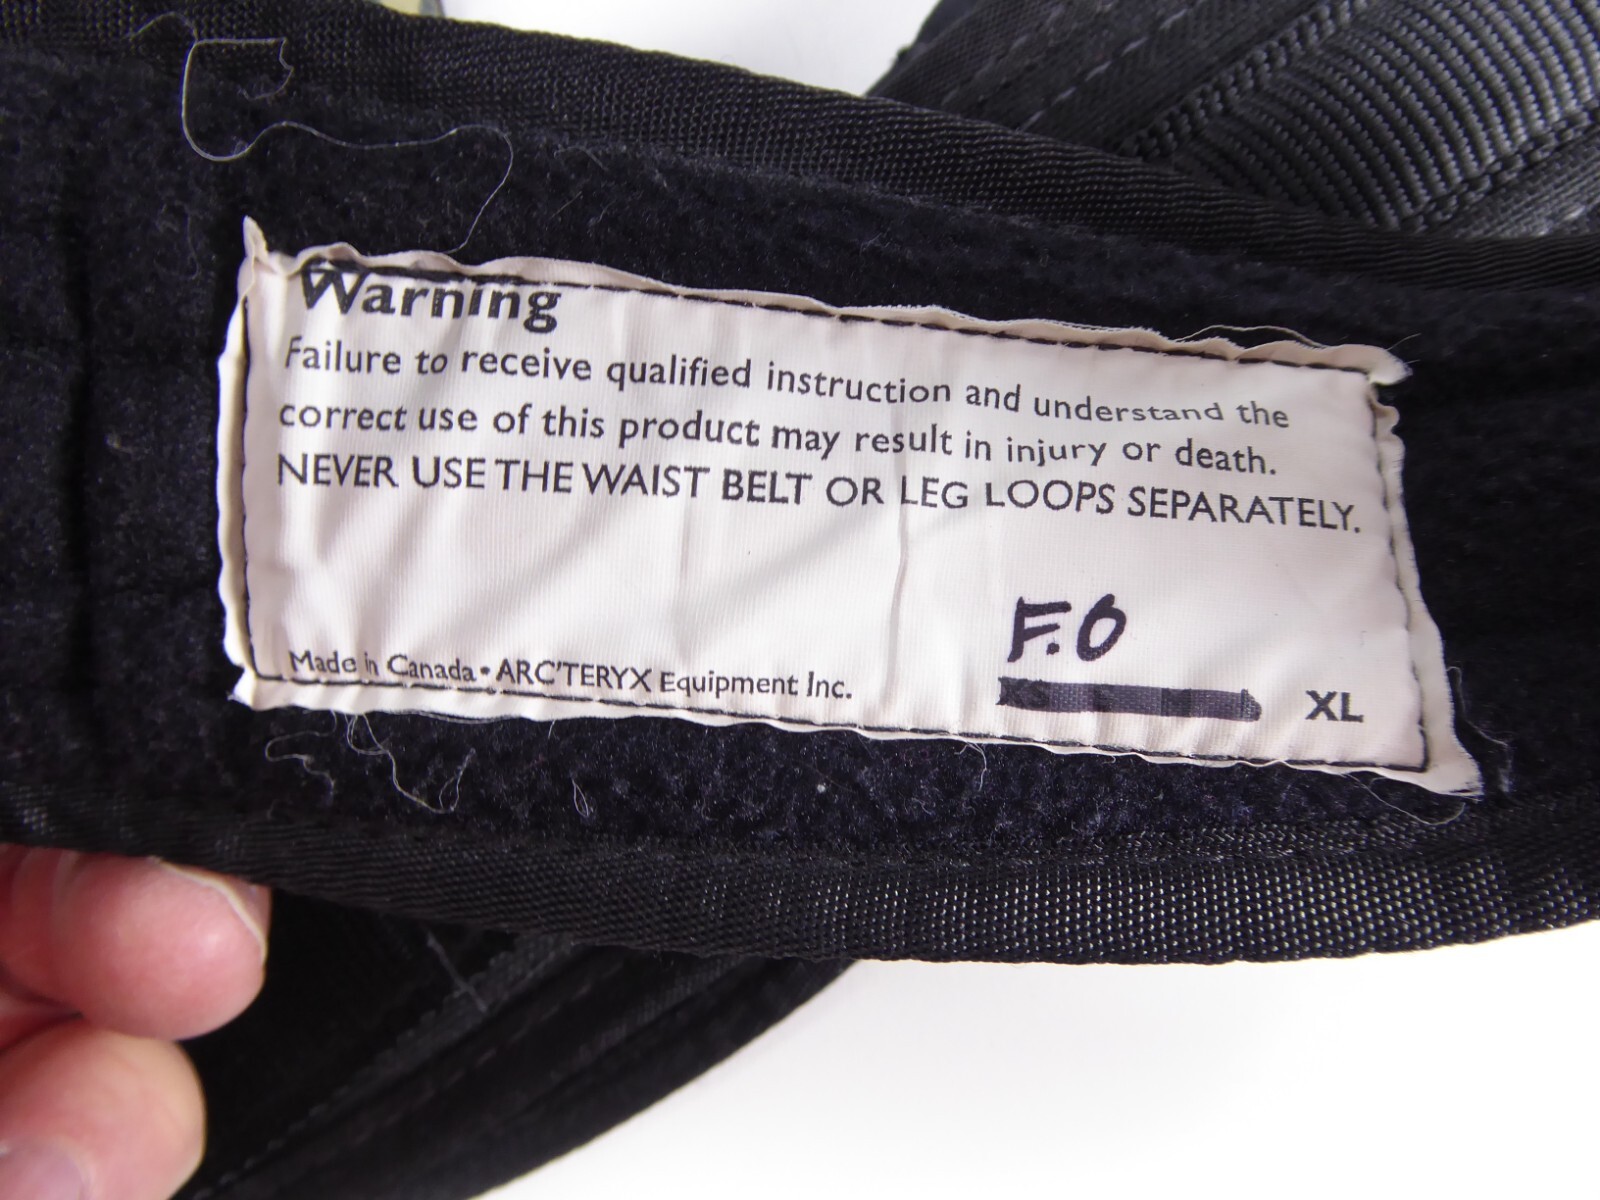 Warning
Failure to receive qualified instruction and understand the
correct use of this product may result in injury or death.
NEVER USE THE WAIST BELT OR LEG LOOPS SEPARATELY.
F.O
Made in Canada • ARC'TERYX Equipment Inc.
XS S M L XL